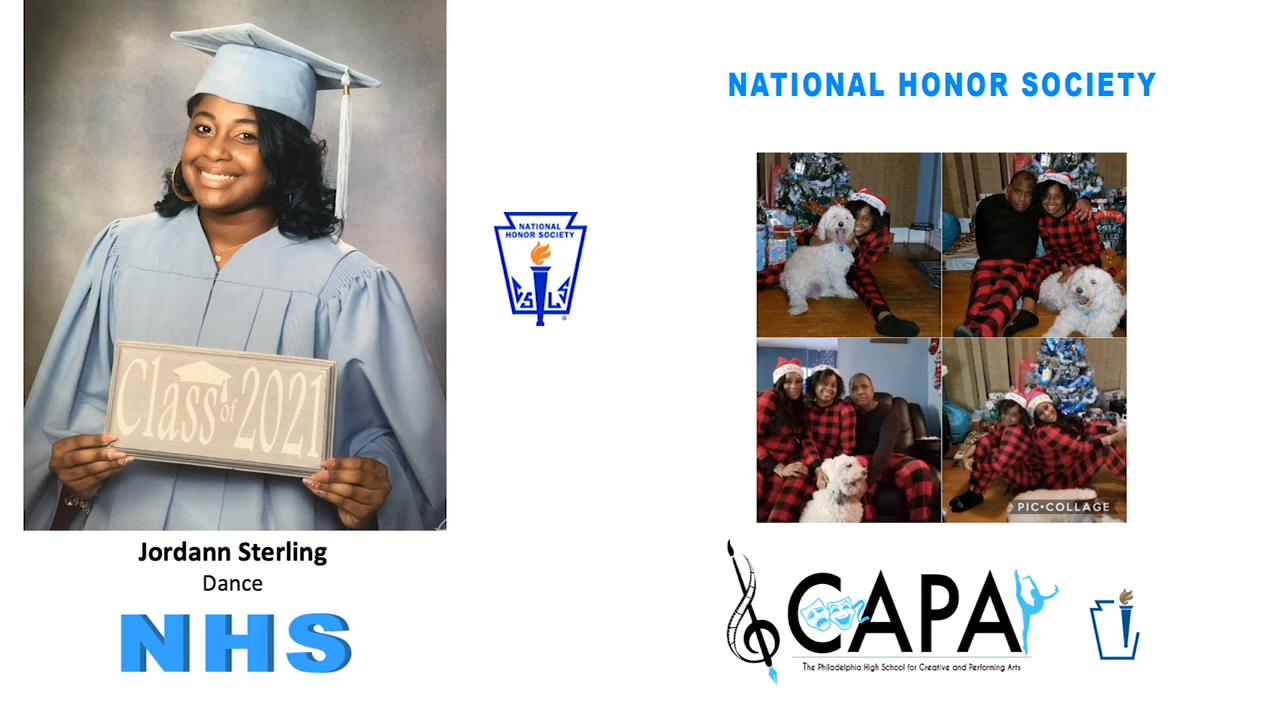 Class of 2021
Jordann Sterling
Dance
NHS
NATIONAL
HONOR SOCIETY
NATIONAL HONOR SOCIETY
PIC•COLLAGE
CAPA
The Philadelphia High School for Creative and Performing Arts